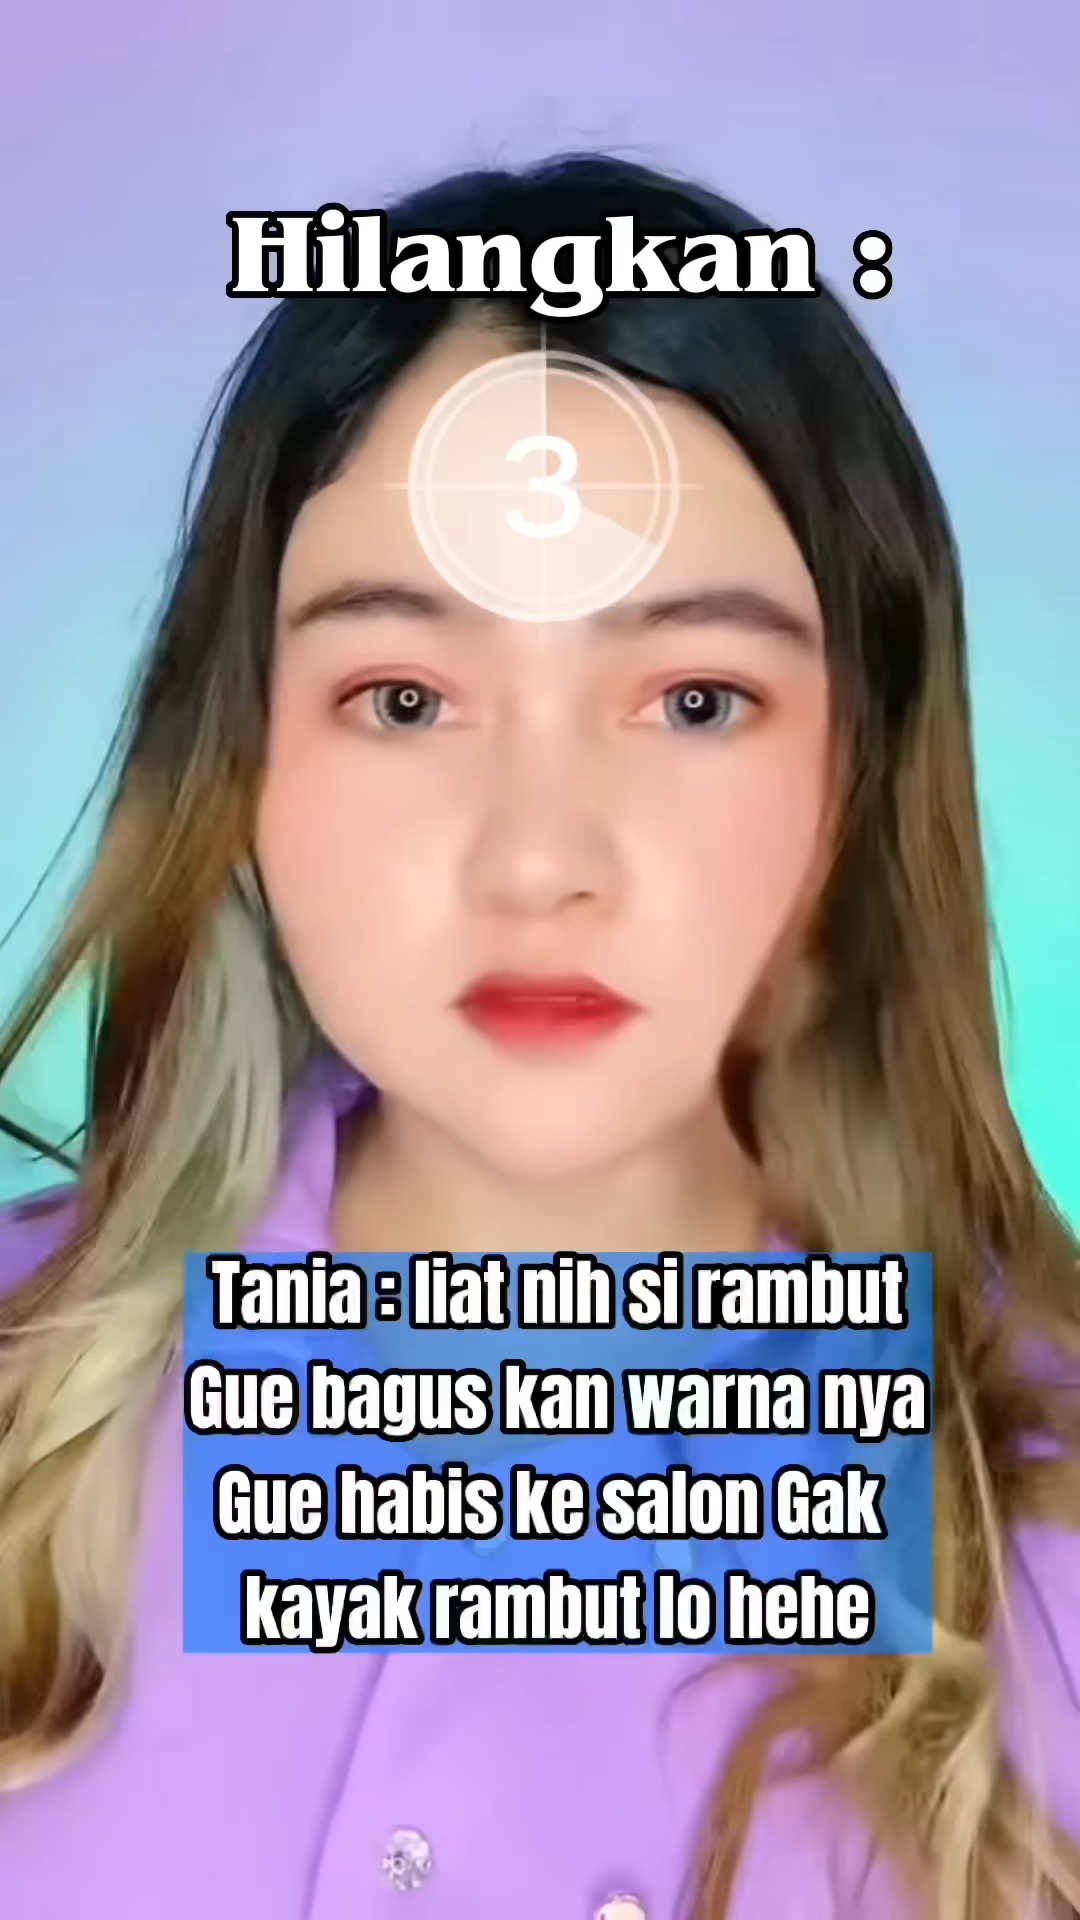 Hilangkan :
3
Tania : liat nih si rambut
Gue bagus kan warna nya
Gue habis ke salon Gak
kayak rambut lo hehe